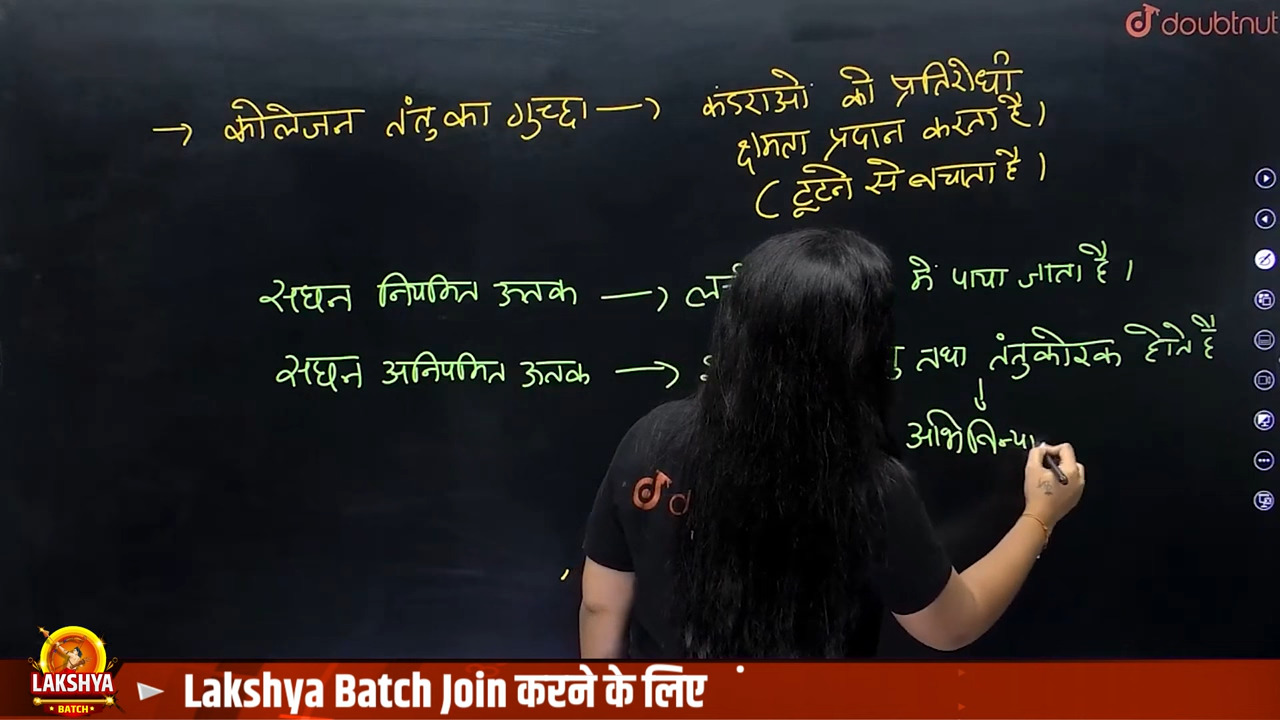 doubtnut
→ कोलेजन तंतु का गुच्छा → कंडराओं को प्रतिरोधी
क्षमता प्रदान करता है।
( टूटने से बचाता है।
सघन नियमित ऊतक → में पाया जाता है।
सघन अनियमित ऊतक → तथा तंतुकोरक होते है
अभिविन्या
LAKSHYA
BATCH
Lakshya Batch Join करने के लिए